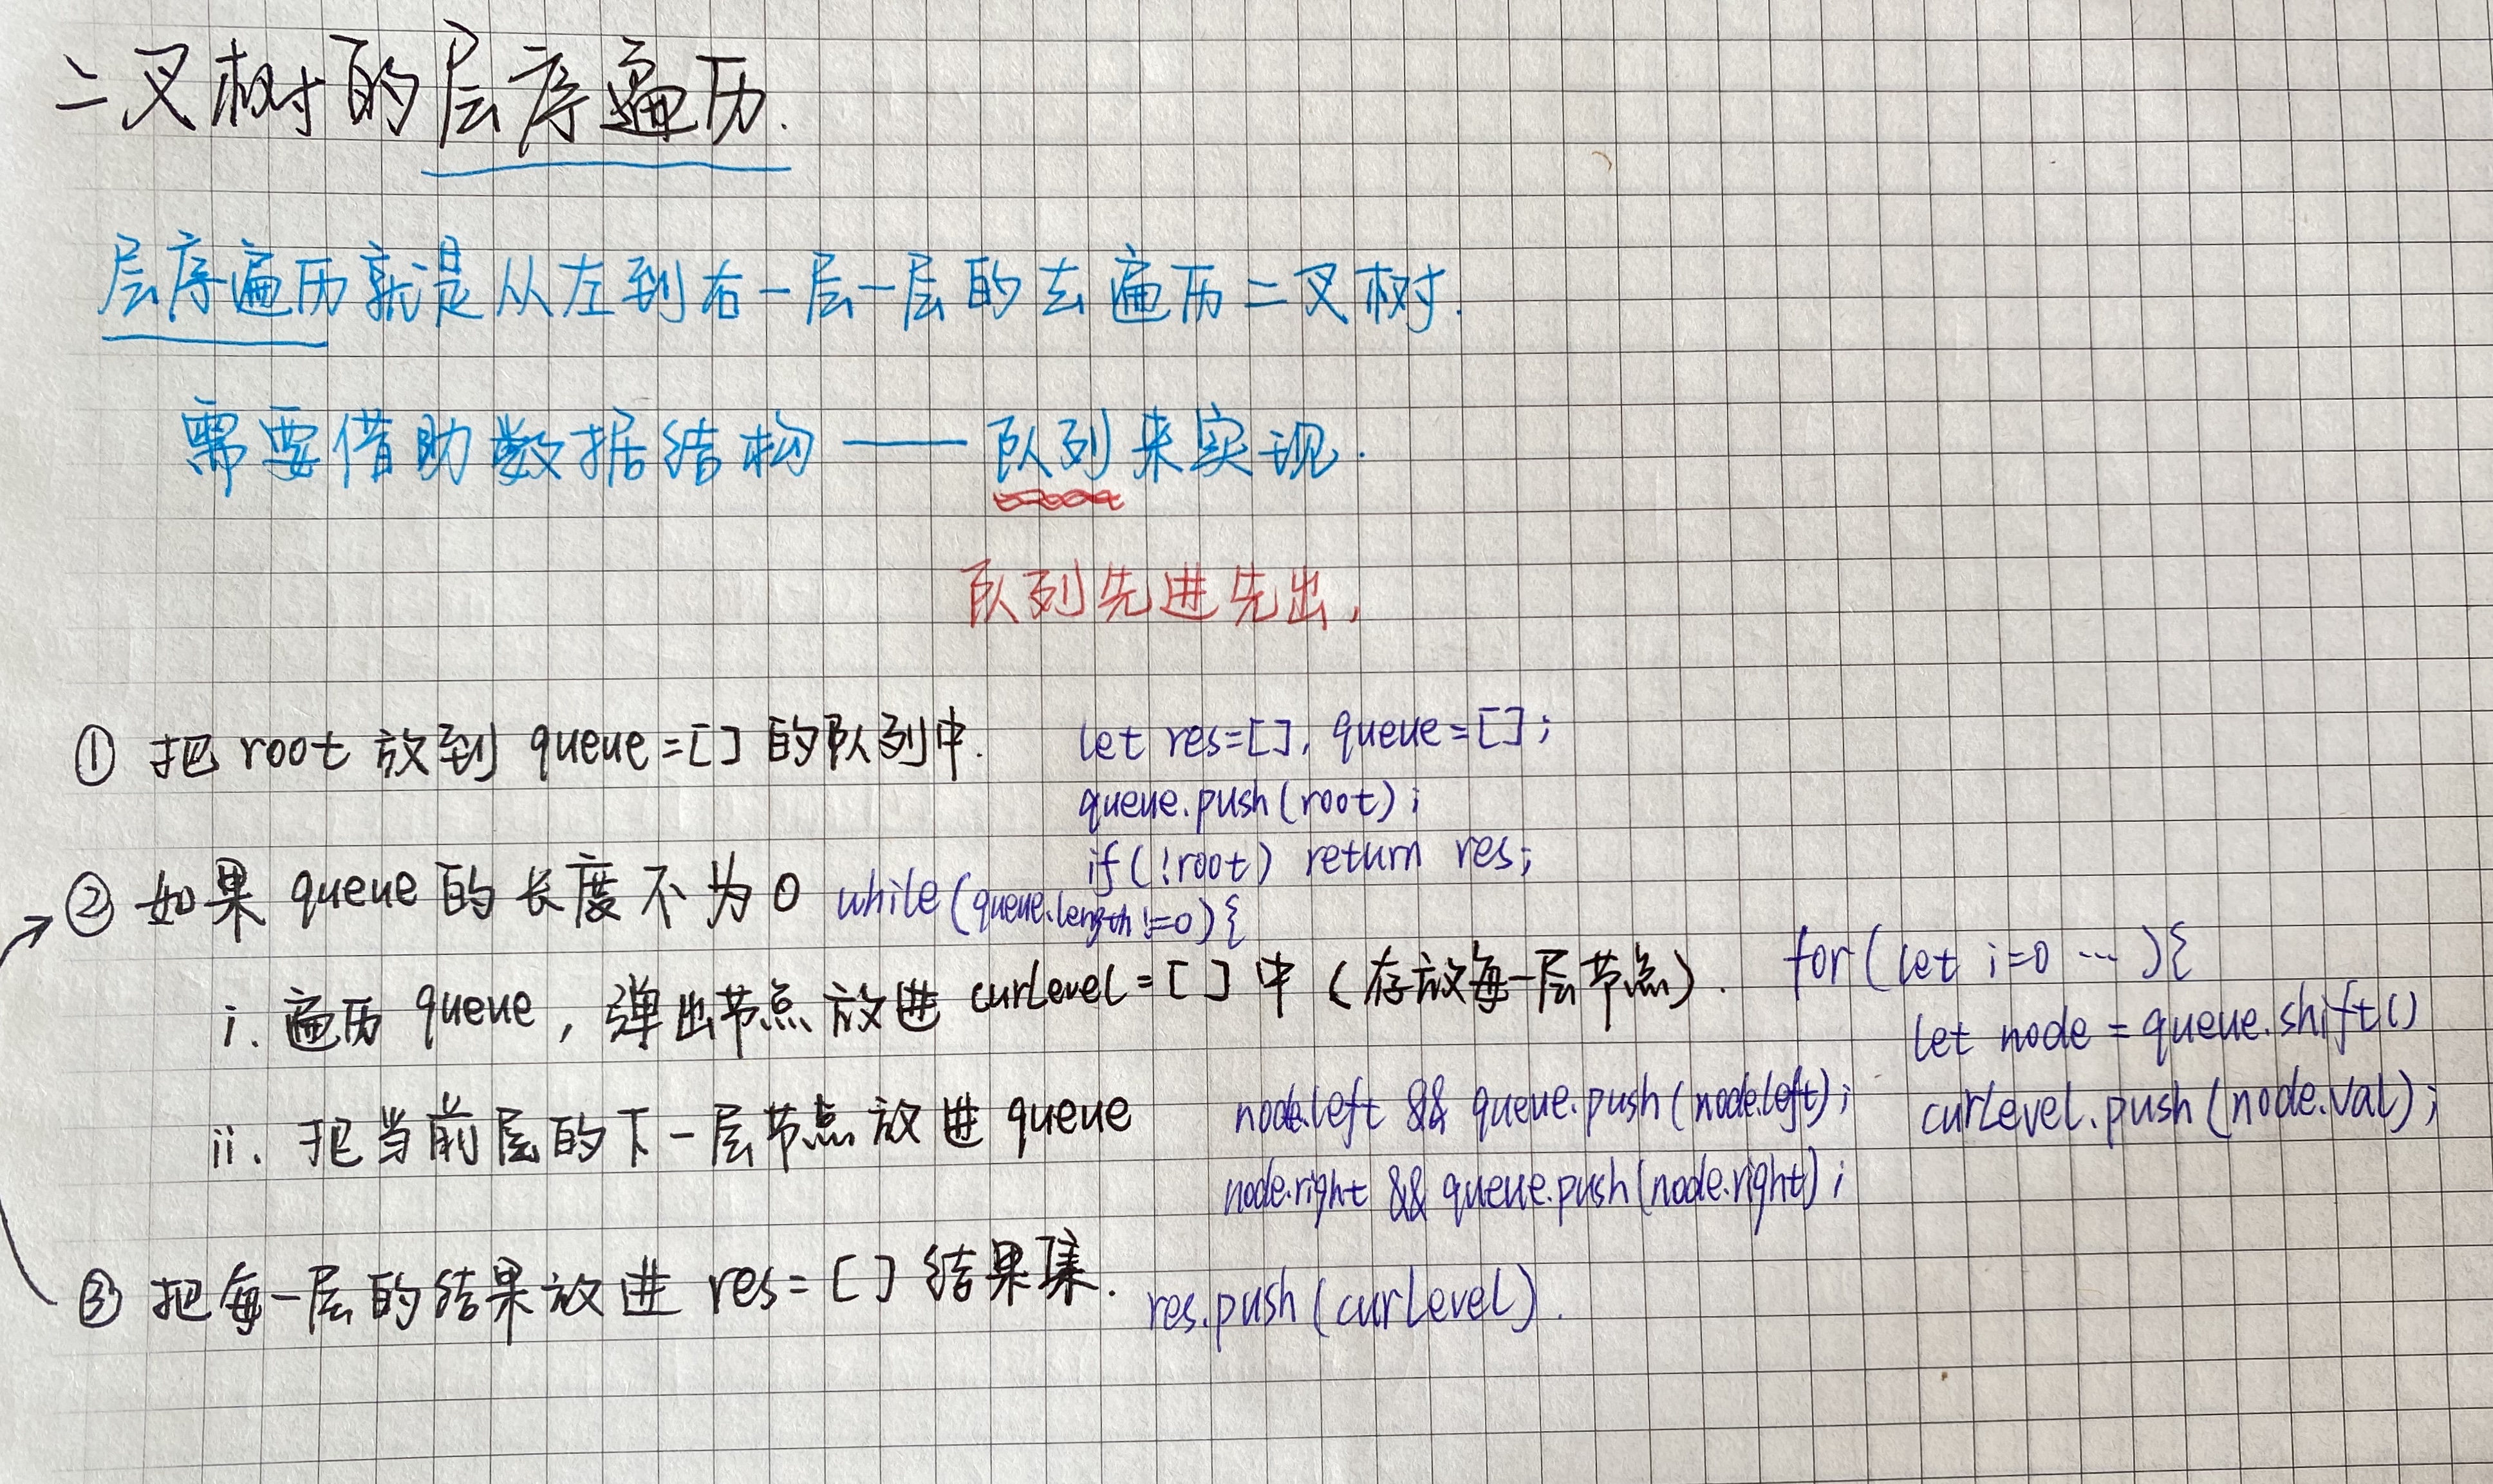 二叉树的层序遍历.
层序遍历就是从左到右一层一层的去遍历二叉树.
需要借助数据结构——队列来实现.
队列先进先出,
① 把 root 放到 queue=[] 的队列中. let res=[], queue=[];
queue.push(root);
if(!root) return res;
② 如果 queue 的长度不为 0 while(queue.length!=0){
i. 遍历 queue, 弹出节点放进 curLevel=[] 中 (存放每一层节点). for(let i=0 ... ){
let node = queue.shift()
ii. 把当前层的下一层节点放进 queue node.left && queue.push(node.left); curLevel.push(node.val);
node.right && queue.push(node.right);
③ 把每一层的结果放进 res=[] 结果集. res.push(curLevel).